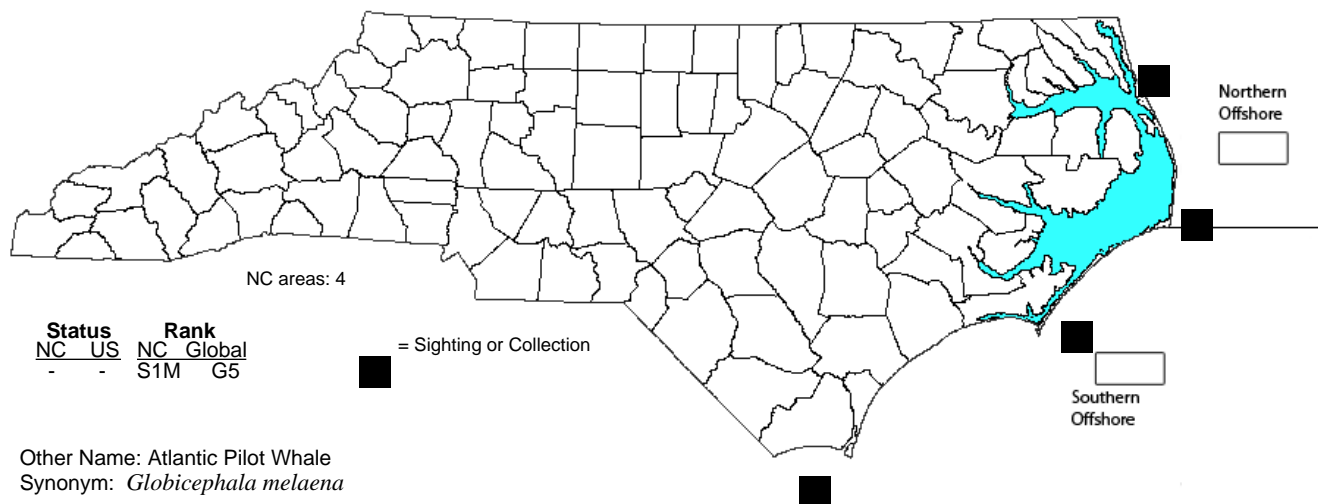 Northern
Offshore
NC areas: 4
Status Rank
NC US NC Global
- - S1M G5
= Sighting or Collection
Southern
Offshore
Other Name: Atlantic Pilot Whale
Synonym: Globicephala melaena